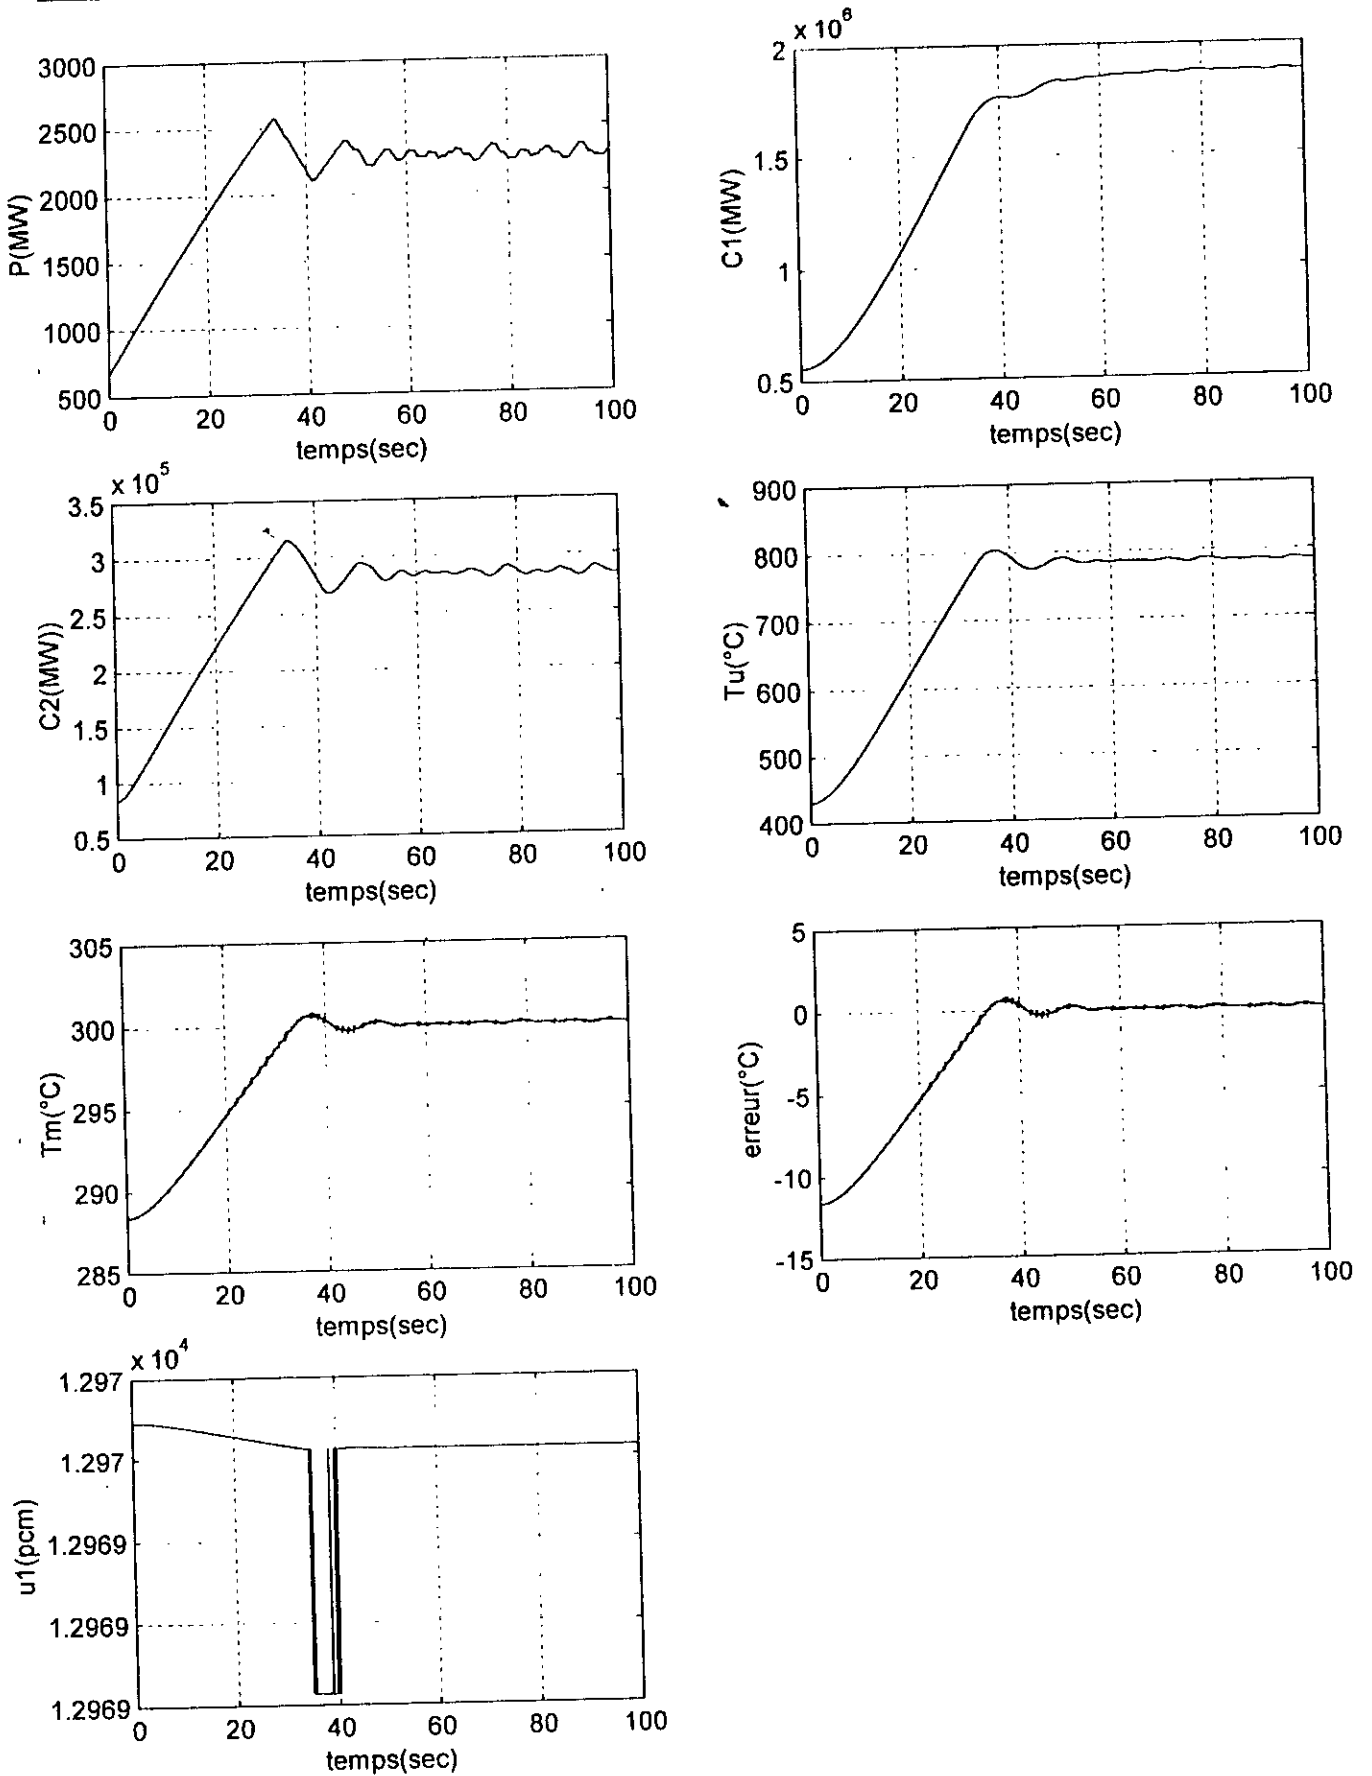 3000
2500
2000
1500
1000
500
P(MW)
0 20 40 60 80 100
temps(sec)
x 10^6
2
1.5
1
0.5
C1(MW)
0 20 40 60 80 100
temps(sec)
x 10^5
3.5
3
2.5
2
1.5
1
0.5
C2(MW))
0 20 40 60 80 100
temps(sec)
900
800
700
600
500
400
Tu(°C)
0 20 40 60 80 100
temps(sec)
305
300
295
290
285
Tm(°C)
0 20 40 60 80 100
temps(sec)
5
0
-5
-10
-15
erreur(°C)
0 20 40 60 80 100
temps(sec)
x 10^4
1.297
1.297
1.2969
1.2969
1.2969
u1(pcm)
0 20 40 60 80 100
temps(sec)